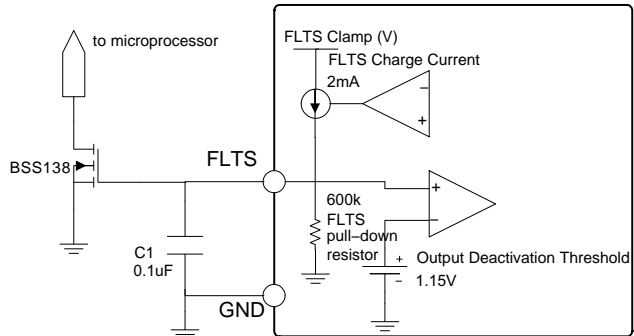 to microprocessor
FLTS Clamp (V)
FLTS Charge Current
2mA
−
+
BSS138
FLTS
600k
FLTS
pull−down
resistor
+
−
C1
0.1uF
+
Output Deactivation Threshold
−
1.15V
GND